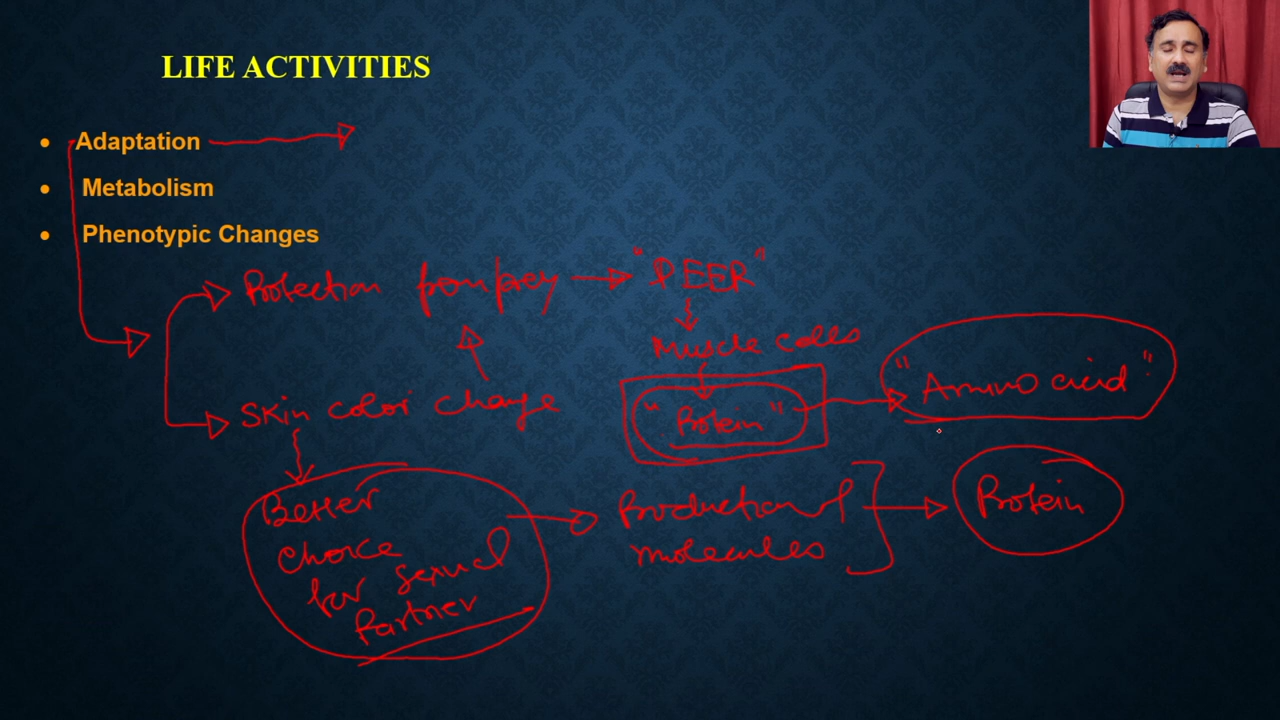 LIFE ACTIVITIES
• Adaptation
• Metabolism
• Phenotypic Changes
Protection from prey
"PEER"
Muscle cells
"Protein"
"Amino acid"
Skin color change
Better
choice
for sexual
Partner
Production of
molecules
Protein